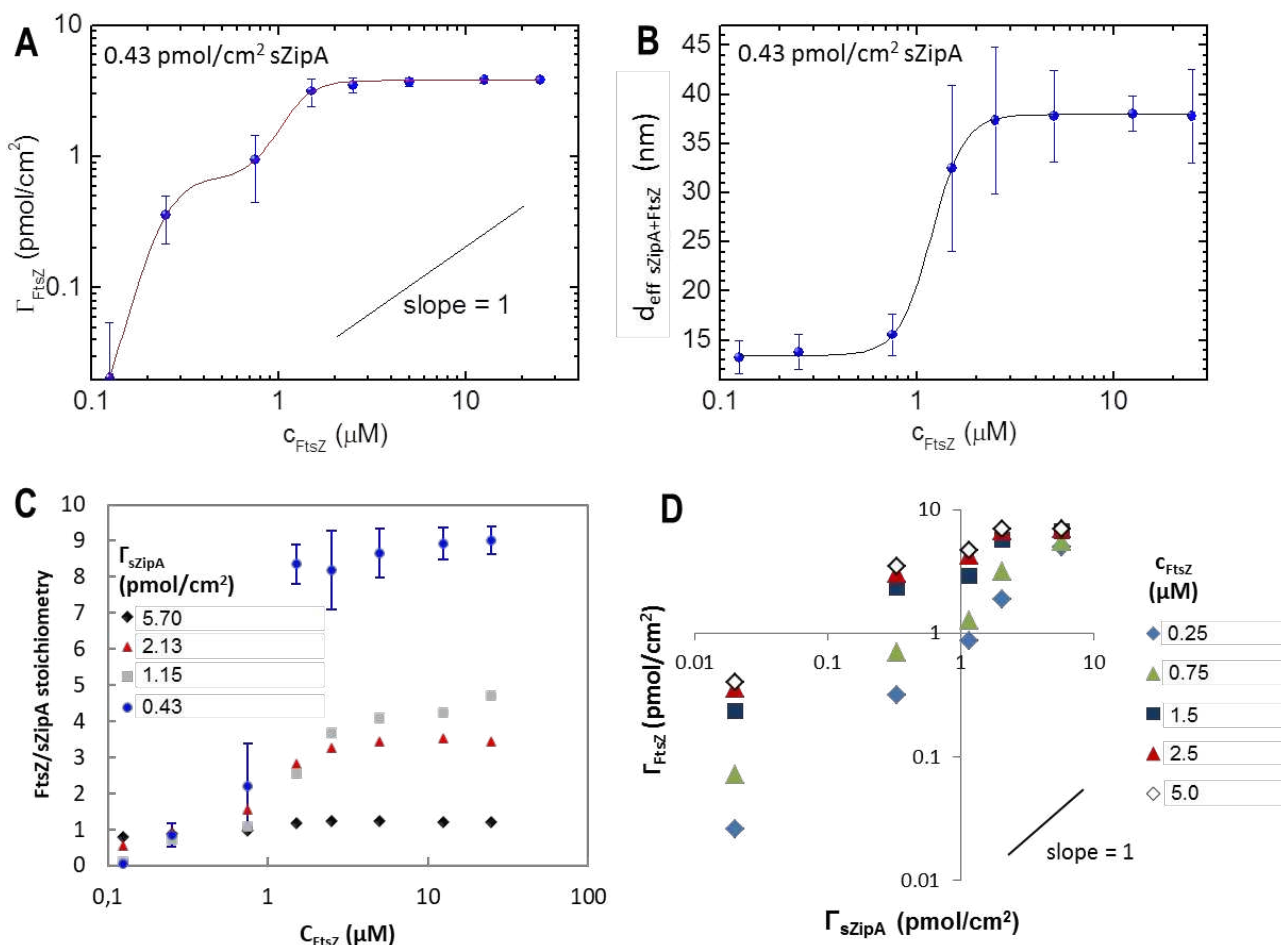 A
0.43 pmol/cm² sZipA
10
1
0.1
Γ_FtsZ (pmol/cm²)
slope = 1
0.1 1 10
c_FtsZ (μM)
B
0.43 pmol/cm² sZipA
45
40
35
30
25
20
15
d_eff sZipA+FtsZ (nm)
0.1 1 10
c_FtsZ (μM)
C
10
9
8
7
6
5
4
3
2
1
0
FtsZ/sZipA stoichiometry
Γ_sZipA
(pmol/cm²)
5.70
2.13
1.15
0.43
0,1 1 10 100
C_FtsZ (μM)
D
10
1
0.1
0.01
Γ_FtsZ (pmol/cm²)
0.01 0.1 1 10
slope = 1
Γ_sZipA (pmol/cm²)
c_FtsZ
(μM)
0.25
0.75
1.5
2.5
5.0